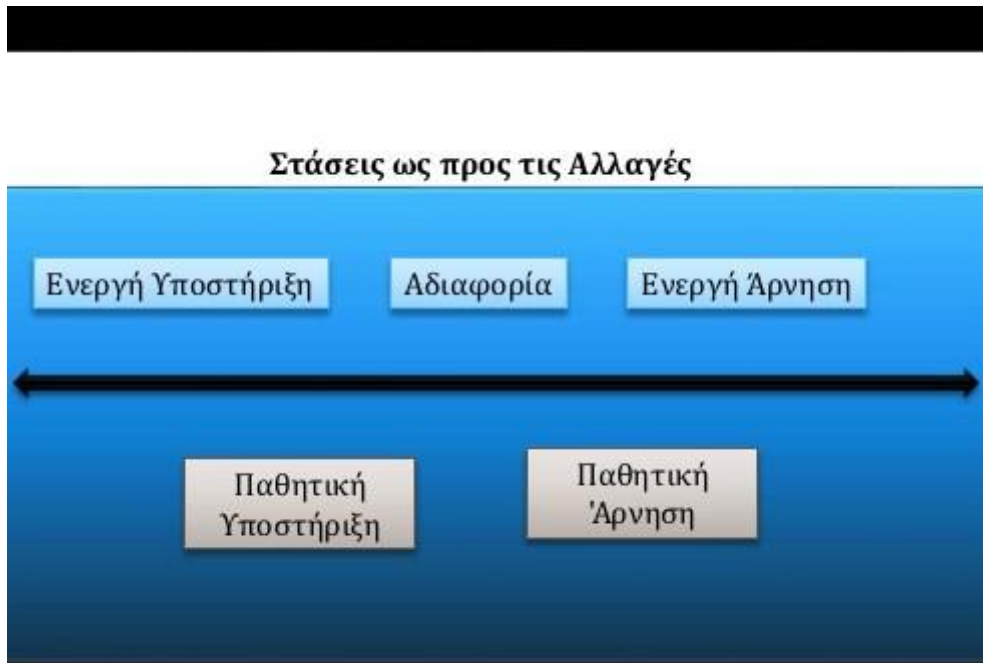 Στάσεις ως προς τις Αλλαγές
Ενεργή Υποστήριξη
Αδιαφορία
Ενεργή Άρνηση
Παθητική
Υποστήριξη
Παθητική
Άρνηση